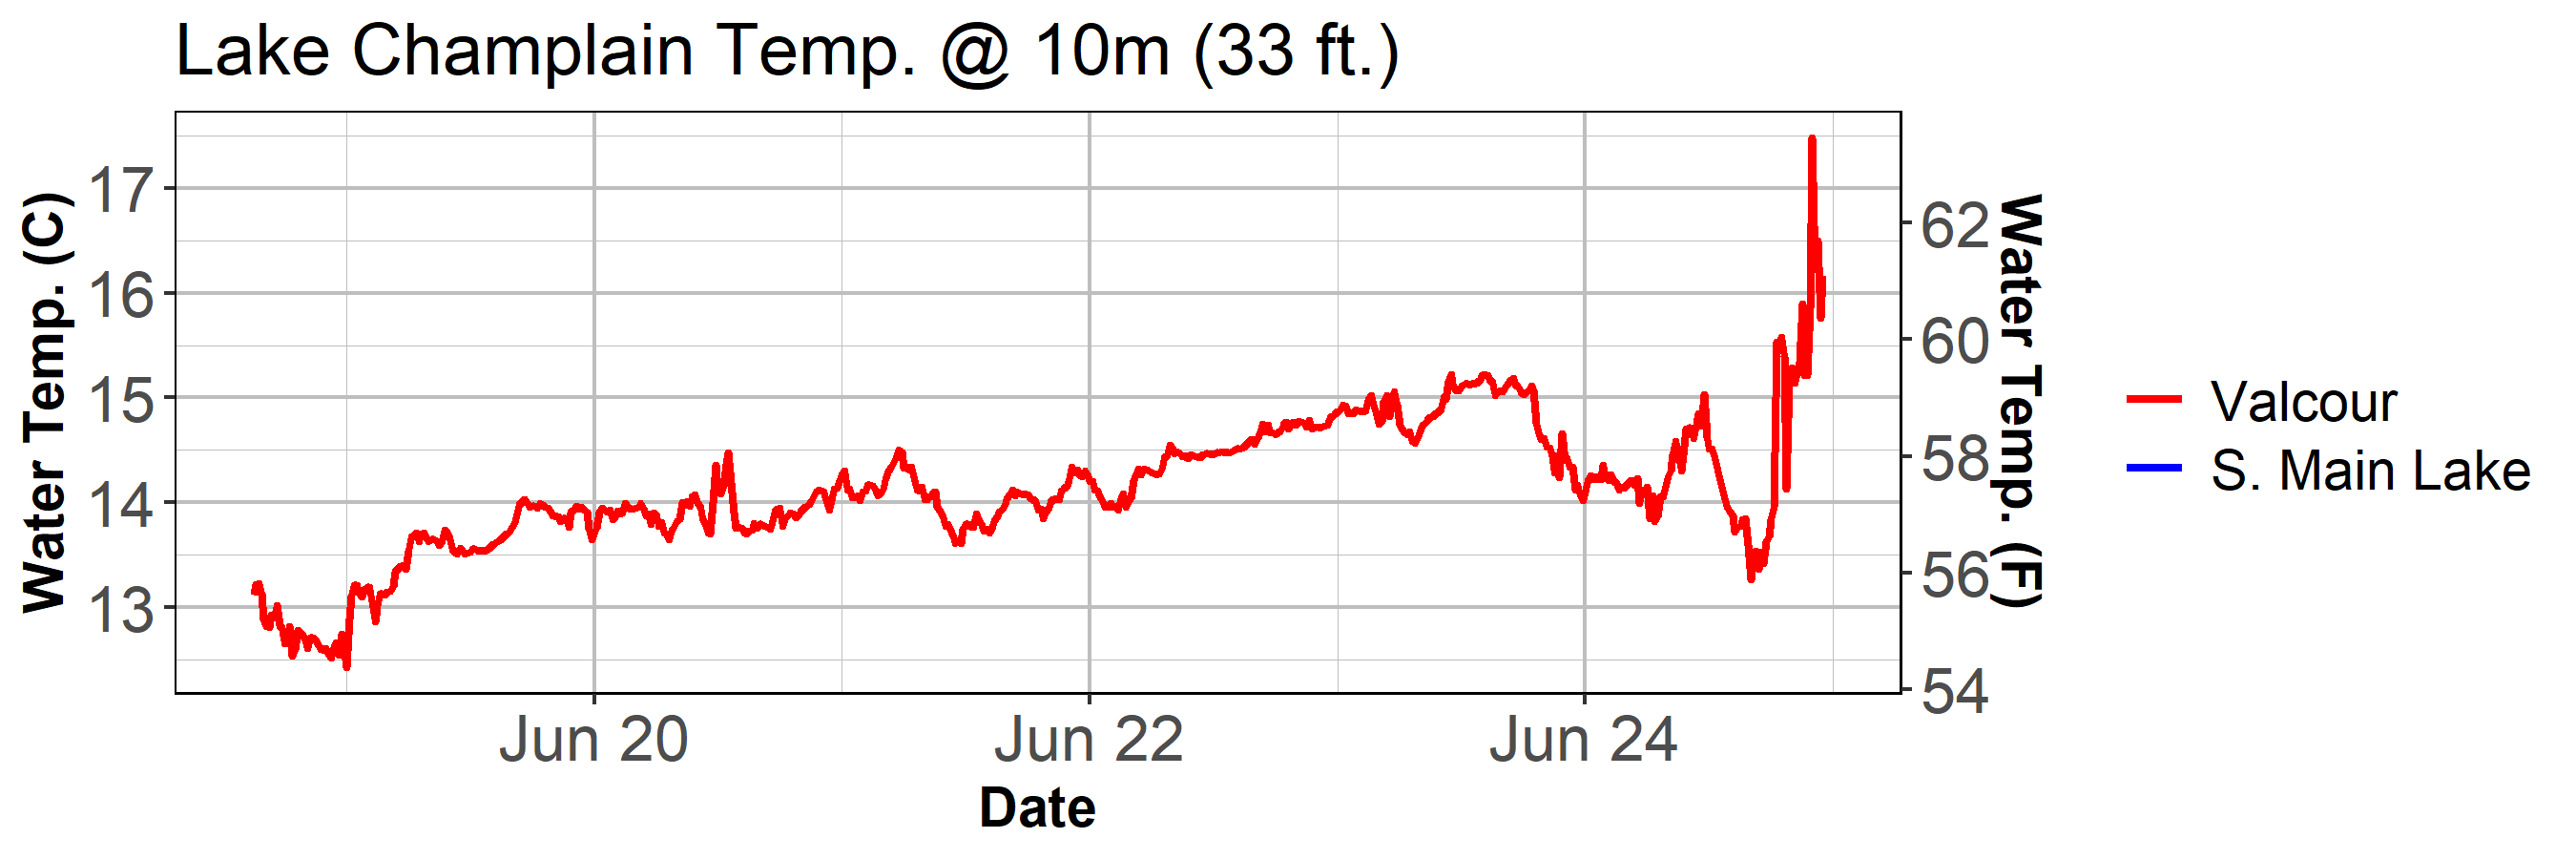 Lake Champlain Temp. @ 10m (33 ft.)
Water Temp. (C)
17
16
15
14
13
62
60
58
56
54
Water Temp. (F)
Jun 20 Jun 22 Jun 24
Date
Valcour
S. Main Lake